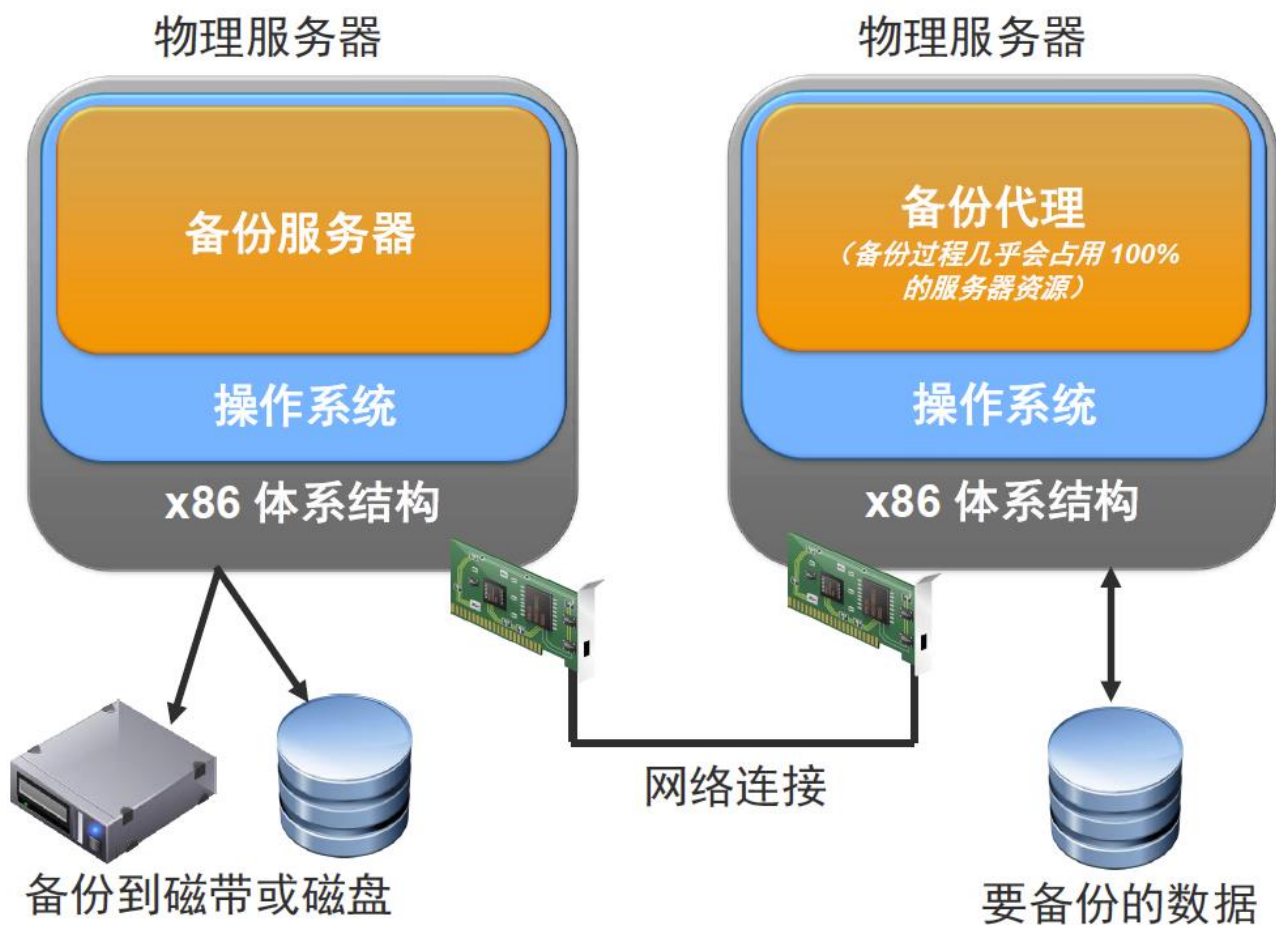 物理服务器
备份服务器
操作系统
x86 体系结构
备份到磁带或磁盘
网络连接
物理服务器
备份代理
（备份过程几乎会占用 100%
的服务器资源）
操作系统
x86 体系结构
要备份的数据